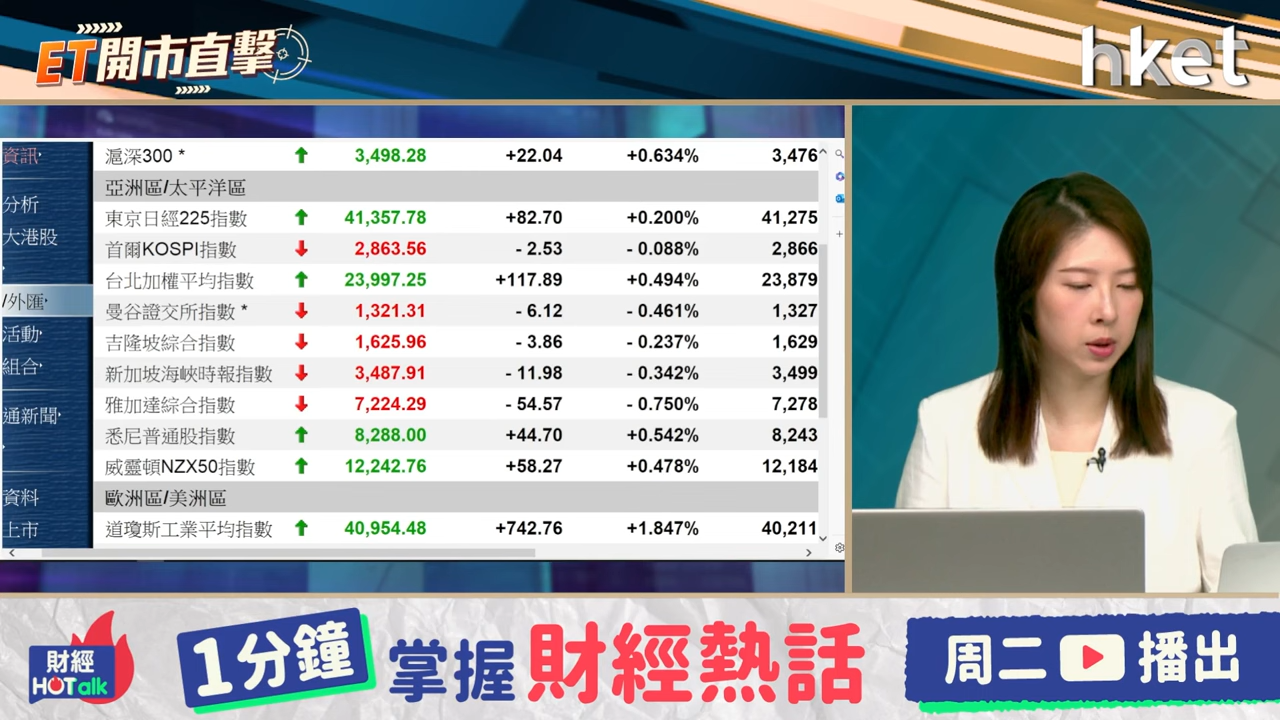 ET開市直擊
hket
資訊
分析
大港股
/外匯
活動
組合
通新聞
資料
上市
滬深300 * 3,498.28 +22.04 +0.634% 3,476
亞洲區/太平洋區
東京日經225指數 41,357.78 +82.70 +0.200% 41,275
首爾KOSPI指數 2,863.56 - 2.53 - 0.088% 2,866
台北加權平均指數 23,997.25 +117.89 +0.494% 23,879
曼谷證交所指數 * 1,321.31 - 6.12 - 0.461% 1,327
吉隆坡綜合指數 1,625.96 - 3.86 - 0.237% 1,629
新加坡海峽時報指數 3,487.91 - 11.98 - 0.342% 3,499
雅加達綜合指數 7,224.29 - 54.57 - 0.750% 7,278
悉尼普通股指數 8,288.00 +44.70 +0.542% 8,243
威靈頓NZX50指數 12,242.76 +58.27 +0.478% 12,184
歐洲區/美洲區
道瓊斯工業平均指數 40,954.48 +742.76 +1.847% 40,211
財經
HOTalk
1分鐘
掌握財經熱話
周二播出